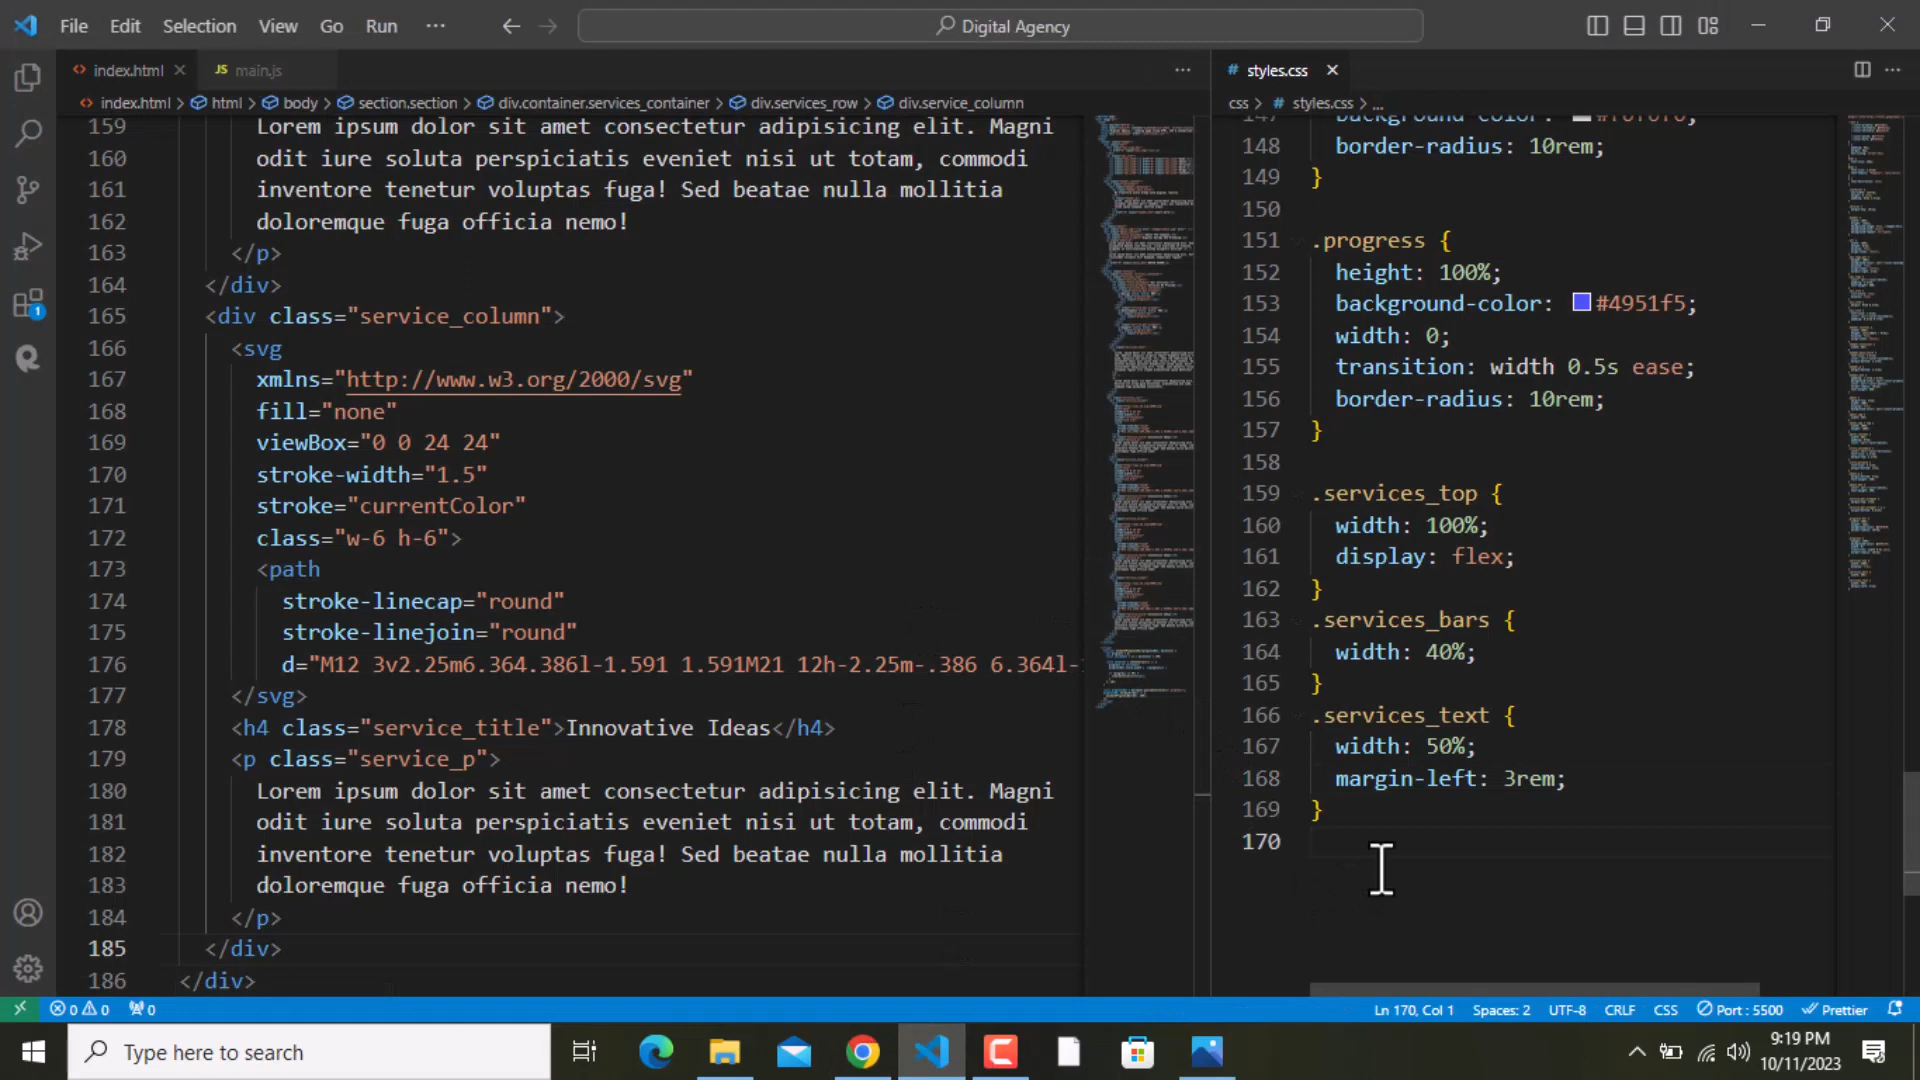 File Edit Selection View Go Run ··· Digital Agency
index.html JS main.js
index.html > html > body > section.section > div.container.services_container > div.services_row > div.service_column
159 Lorem ipsum dolor sit amet consectetur adipisicing elit. Magni
160 odit iure soluta perspiciatis eveniet nisi ut totam, commodi
161 inventore tenetur voluptas fuga! Sed beatae nulla mollitia
162 doloremque fuga officia nemo!
163 </p>
164 </div>
165 <div class="service_column">
166 <svg
167 xmlns="http://www.w3.org/2000/svg"
168 fill="none"
169 viewBox="0 0 24 24"
170 stroke-width="1.5"
171 stroke="currentColor"
172 class="w-6 h-6">
173 <path
174 stroke-linecap="round"
175 stroke-linejoin="round"
176 d="M12 3v2.25m6.364.386l-1.591 1.591M21 12h-2.25m-.386 6.364l-
177 </svg>
178 <h4 class="service_title">Innovative Ideas</h4>
179 <p class="service_p">
180 Lorem ipsum dolor sit amet consectetur adipisicing elit. Magni
181 odit iure soluta perspiciatis eveniet nisi ut totam, commodi
182 inventore tenetur voluptas fuga! Sed beatae nulla mollitia
183 doloremque fuga officia nemo!
184 </p>
185 </div>
186 </div>
# styles.css
css > # styles.css > ...
148 border-radius: 10rem;
149 }
150
151 .progress {
152 height: 100%;
153 background-color: #4951f5;
154 width: 0;
155 transition: width 0.5s ease;
156 border-radius: 10rem;
157 }
158
159 .services_top {
160 width: 100%;
161 display: flex;
162 }
163 .services_bars {
164 width: 40%;
165 }
166 .services_text {
167 width: 50%;
168 margin-left: 3rem;
169 }
170
1
0 0 0 Ln 170, Col 1 Spaces: 2 UTF-8 CRLF CSS Port : 5500 Prettier
Type here to search
9:19 PM
10/11/2023